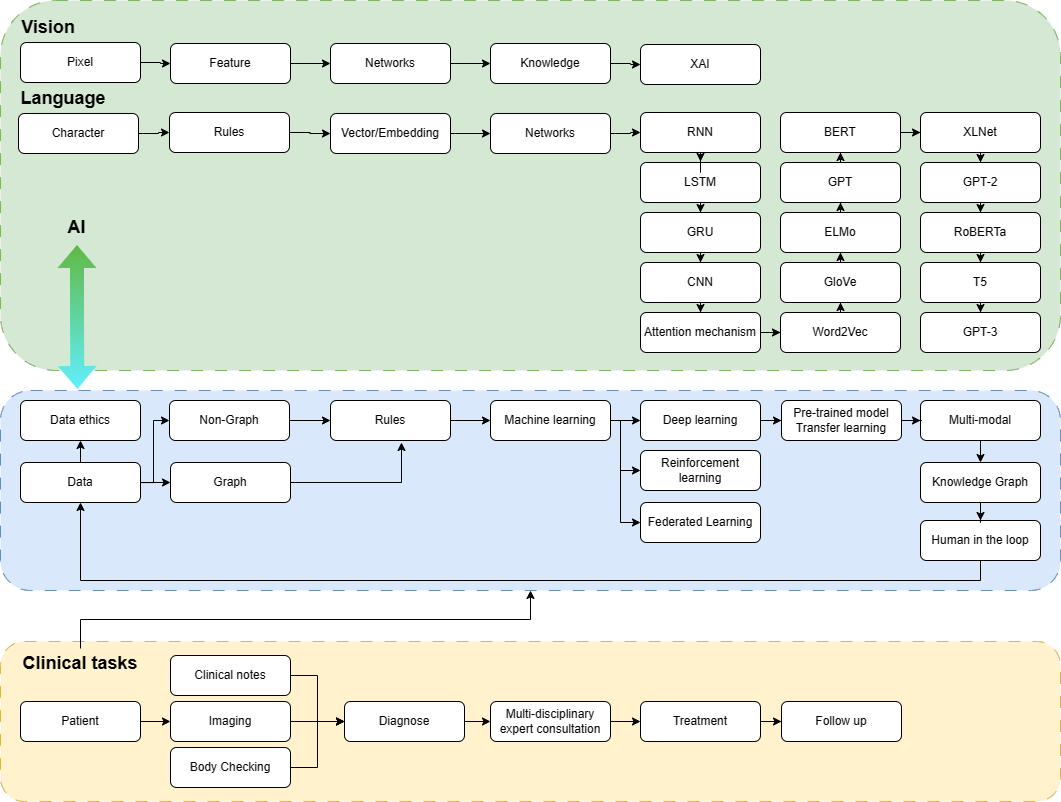 Vision
Pixel
Feature
Networks
Knowledge
XAI
Language
Character
Rules
Vector/Embedding
Networks
RNN
BERT
XLNet
LSTM
GPT
GPT-2
GRU
ELMo
RoBERTa
CNN
GloVe
T5
Attention mechanism
Word2Vec
GPT-3
AI
Data ethics
Non-Graph
Rules
Machine learning
Deep learning
Pre-trained model
Transfer learning
Multi-modal
Data
Graph
Reinforcement
learning
Knowledge Graph
Federated Learning
Human in the loop
Clinical tasks
Clinical notes
Patient
Imaging
Diagnose
Multi-disciplinary
expert consultation
Treatment
Follow up
Body Checking